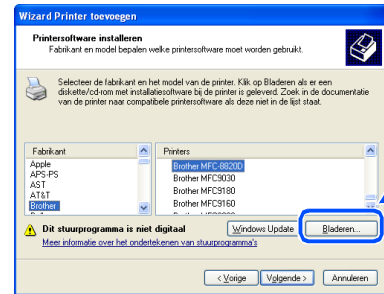 Wizard Printer toevoegen
Printersoftware installeren
Fabrikant en model bepalen welke printersoftware moet worden gebruikt.
Selecteer de fabrikant en het model van de printer. Klik op Bladeren als er een
diskette/cd-rom met installatiesoftware bij de printer is geleverd. Zoek in de documentatie
van de printer naar compatibele printersoftware als deze niet in de lijst staat.
Fabrikant
Printers
Apple
APS-PS
AST
AT&T
Brother
Brother MFC-8820D
Brother MFC9030
Brother MFC9180
Brother MFC9160
Dit stuurprogramma is niet digitaal
Windows Update
Bladeren...
Meer informatie over het ondertekenen van stuurprogramma's
< Vorige
Volgende >
Annuleren